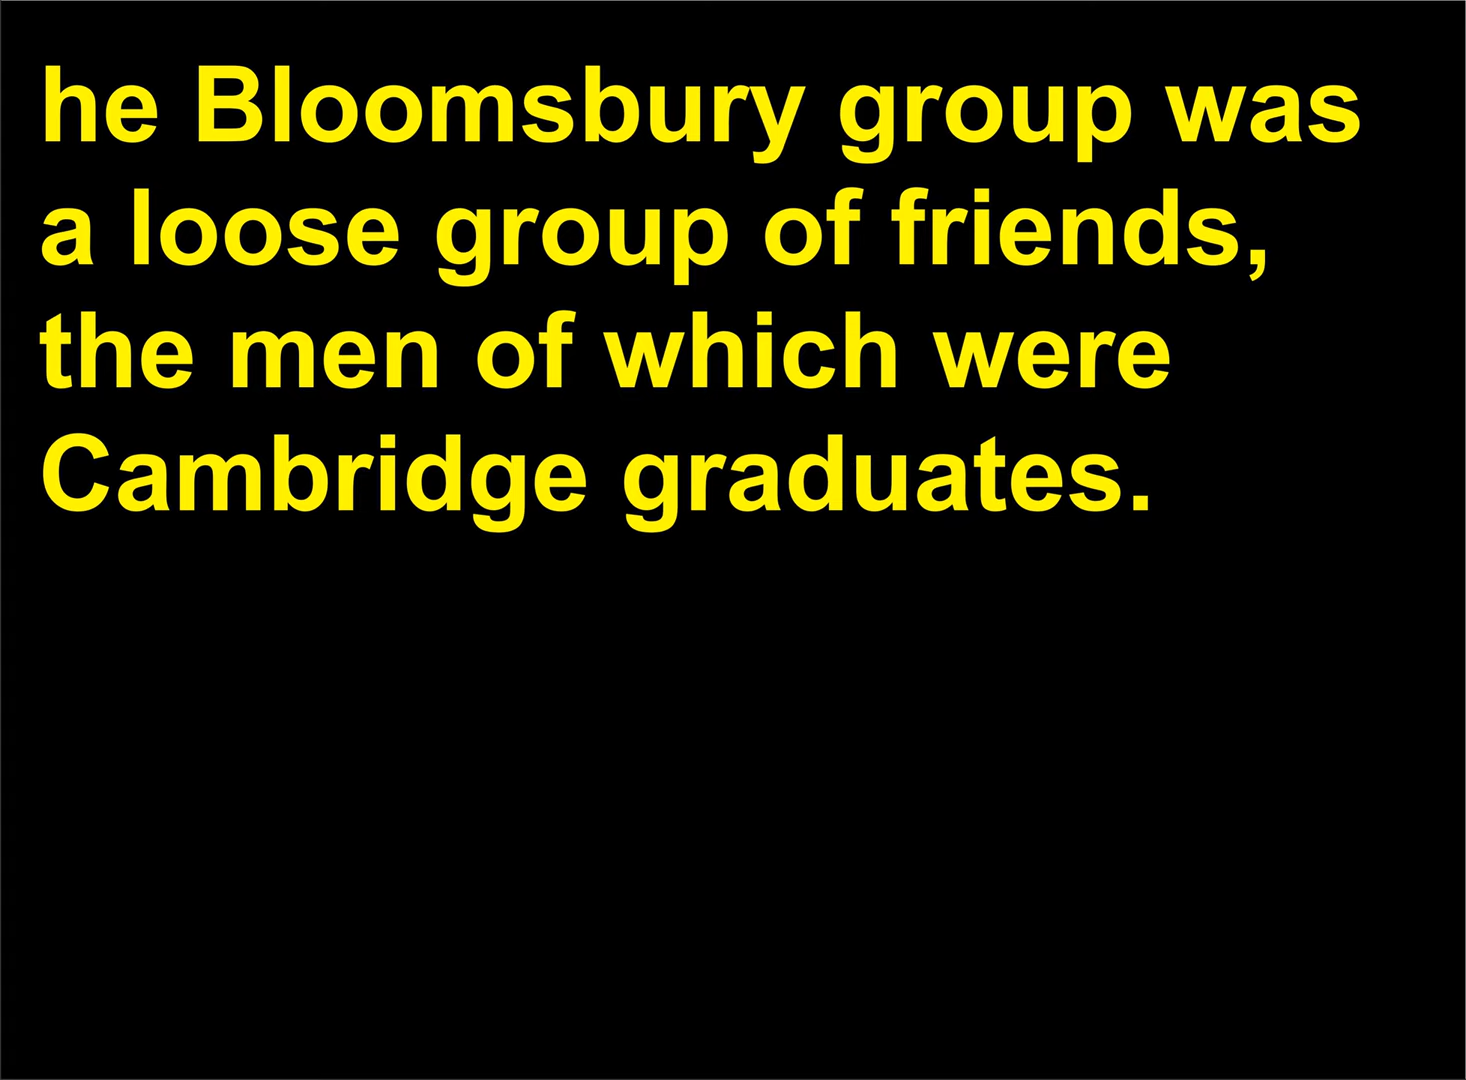 he Bloomsbury group was
a loose group of friends,
the men of which were
Cambridge graduates.